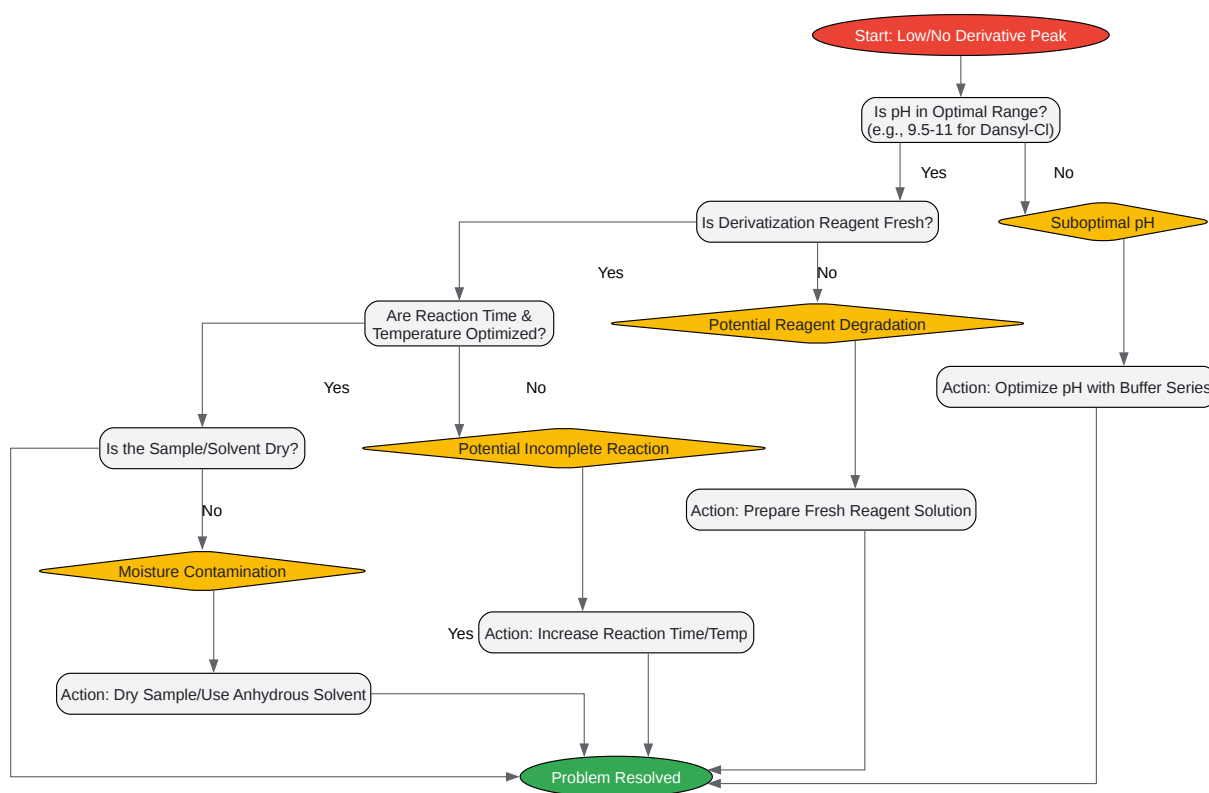 Start: Low/No Derivative Peak
Is pH in Optimal Range?
(e.g., 9.5-11 for Dansyl-Cl)
Yes
No
Is Derivatization Reagent Fresh?
Suboptimal pH
Yes
No
Are Reaction Time &
Temperature Optimized?
Potential Reagent Degradation
Yes
No
Action: Optimize pH with Buffer Series
Is the Sample/Solvent Dry?
Potential Incomplete Reaction
No
Action: Prepare Fresh Reagent Solution
Moisture Contamination
Yes
Action: Increase Reaction Time/Temp
Action: Dry Sample/Use Anhydrous Solvent
Problem Resolved